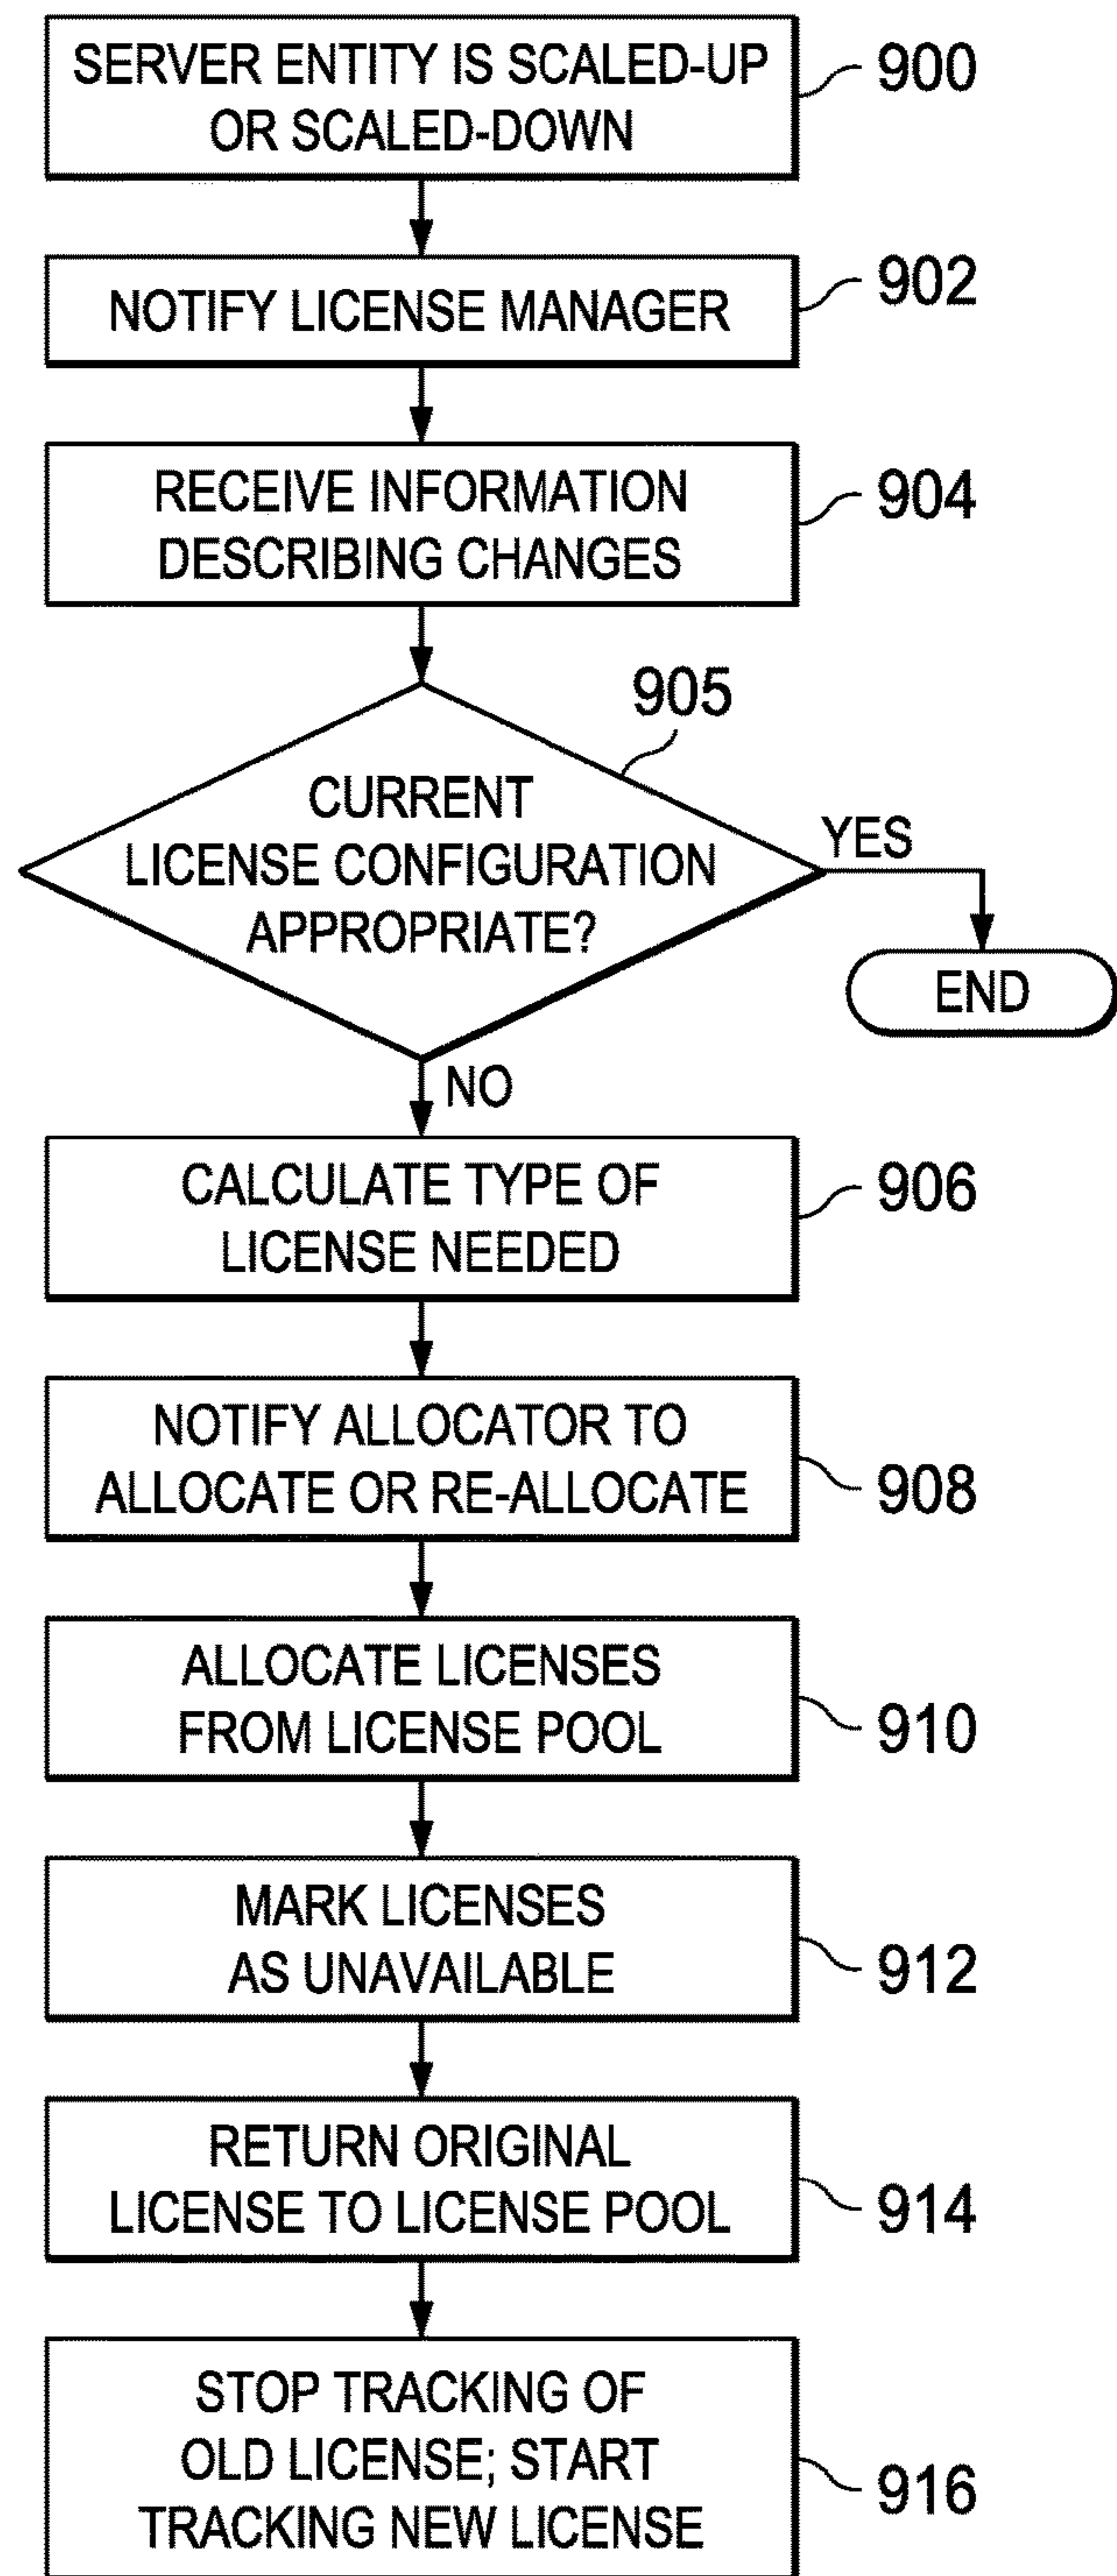 SERVER ENTITY IS SCALED-UP
OR SCALED-DOWN
900
NOTIFY LICENSE MANAGER
902
RECEIVE INFORMATION
DESCRIBING CHANGES
904
905
CURRENT
LICENSE CONFIGURATION
APPROPRIATE?
YES
END
NO
CALCULATE TYPE OF
LICENSE NEEDED
906
NOTIFY ALLOCATOR TO
ALLOCATE OR RE-ALLOCATE
908
ALLOCATE LICENSES
FROM LICENSE POOL
910
MARK LICENSES
AS UNAVAILABLE
912
RETURN ORIGINAL
LICENSE TO LICENSE POOL
914
STOP TRACKING OF
OLD LICENSE; START
TRACKING NEW LICENSE
916